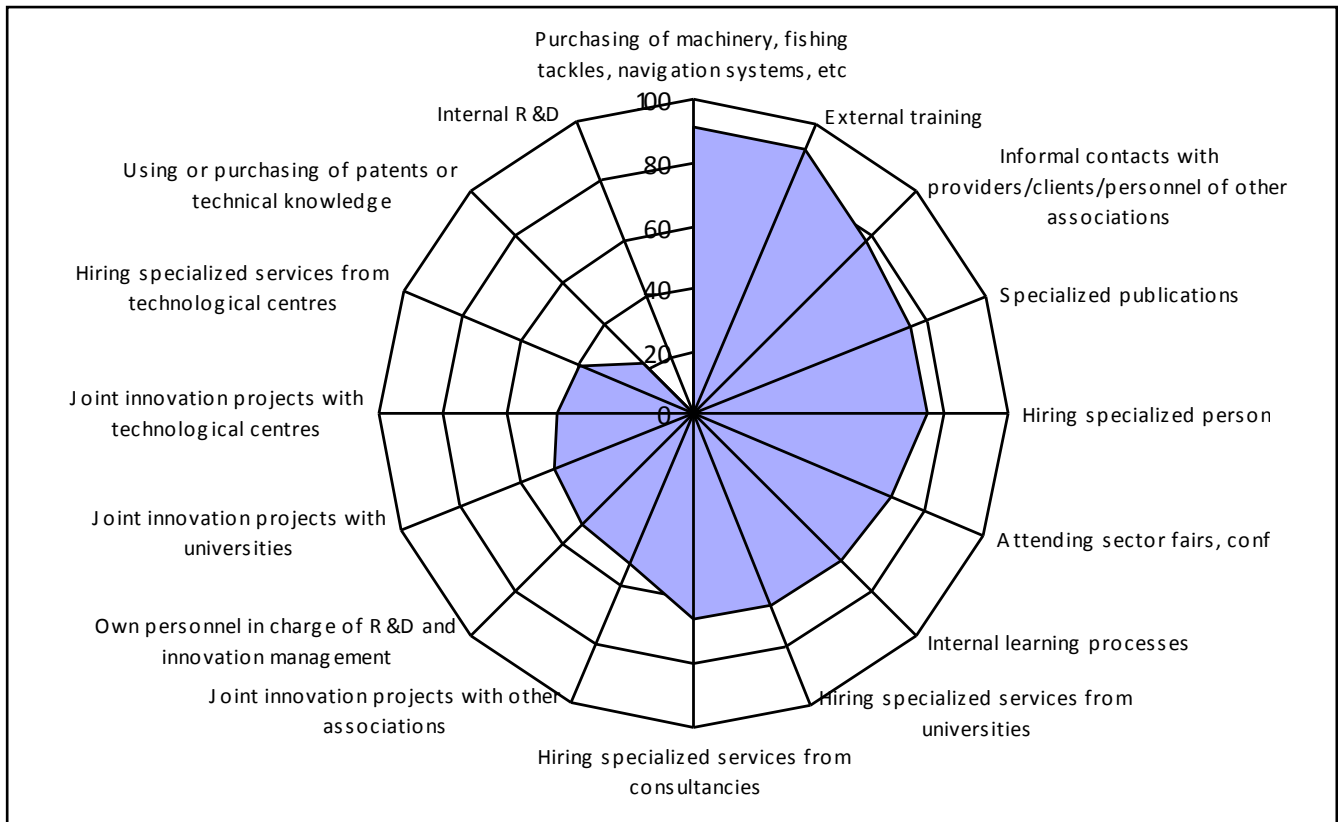 Purchasing of machinery, fishing
tackles, navigation systems, etc
External training
Informal contacts with
providers/clients/personnel of other
associations
Specialized publications
Hiring specialized person
Attending sector fairs, conf
Internal learning processes
Hiring specialized services from
universities
Hiring specialized services from
consultancies
Joint innovation projects with other
associations
Own personnel in charge of R&D and
innovation management
Joint innovation projects with
universities
Joint innovation projects with
technological centres
Hiring specialized services from
technological centres
Using or purchasing of patents or
technical knowledge
Internal R&D
100
80
60
40
20
0